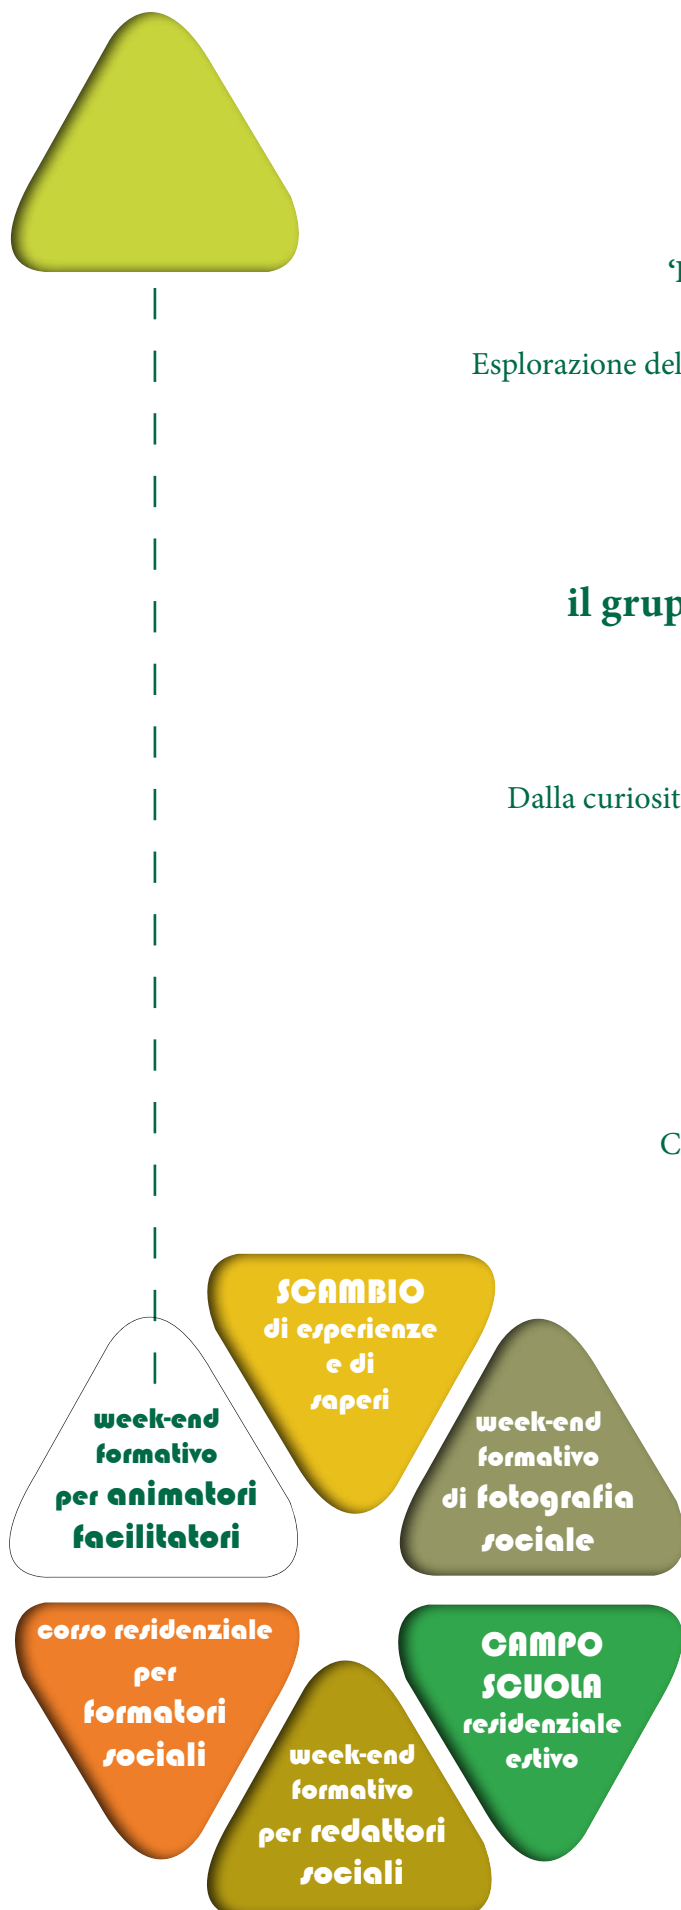 Esplorazione del
il grup
Dalla curiosit
C
SCAMBIO
di esperienze
e di
saperi
week-end
formativo
per animatori
facilitatori
week-end
formativo
di fotografia
sociale
corso residenziale
per
formatori
sociali
CAMPO
SCUOLA
residenziale
estivo
week-end
formativo
per redattori
sociali